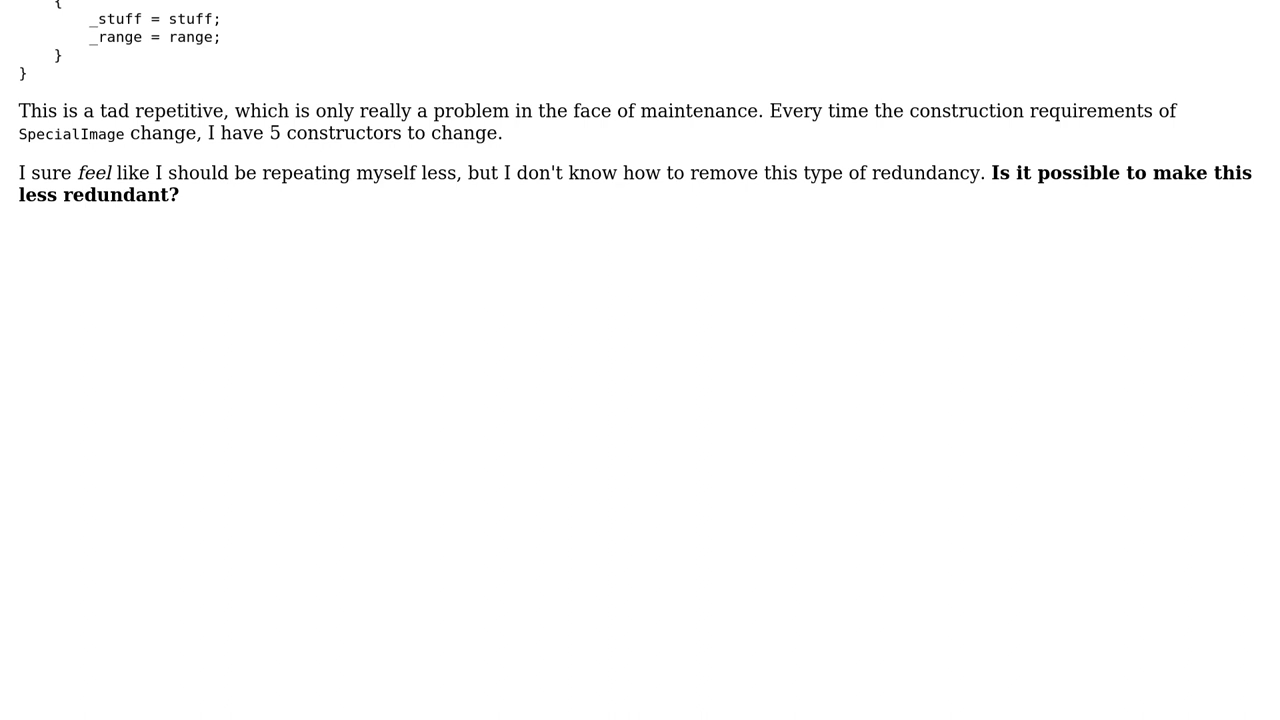 {
_stuff = stuff;
_range = range;
}
}
This is a tad repetitive, which is only really a problem in the face of maintenance. Every time the construction requirements of
SpecialImage change, I have 5 constructors to change.
I sure feel like I should be repeating myself less, but I don't know how to remove this type of redundancy. Is it possible to make this
less redundant?